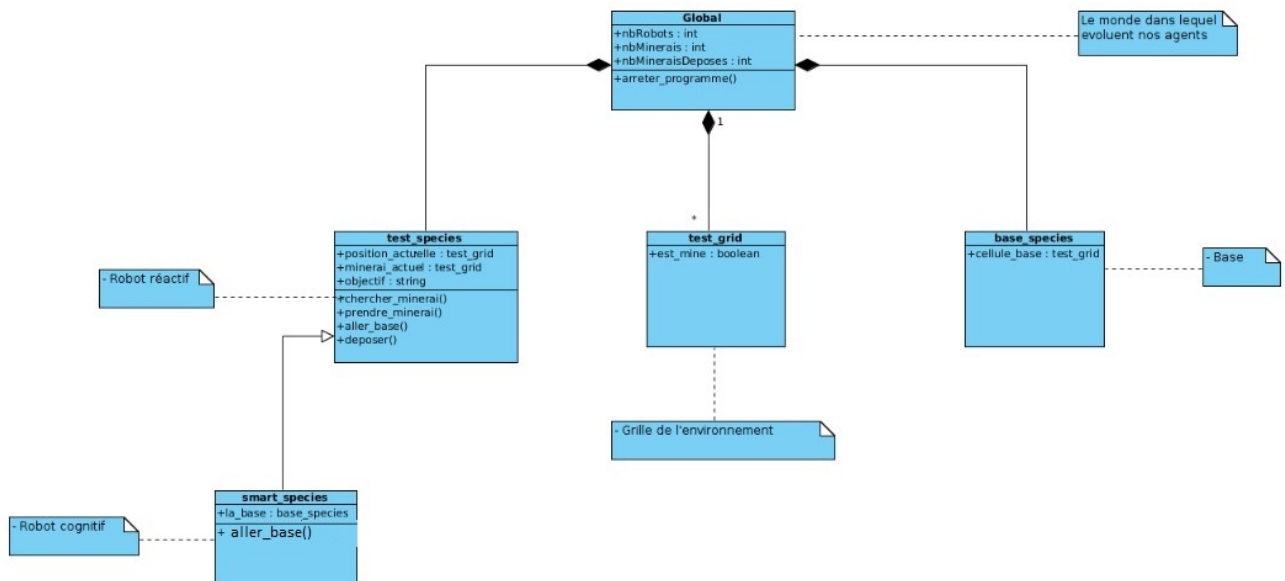 Global
+nbRobots : int
+nbMinerais : int
+nbMineraisDeposes : int
+arreter_programme()
Le monde dans lequel
evoluent nos agents
1
*
test_species
+position_actuelle : test_grid
+minerai_actuel : test_grid
+objectif : string
+chercher_minerai()
+prendre_minerai()
+aller_base()
+deposer()
- Robot réactif
test_grid
+est_mine : boolean
base_species
+cellule_base : test_grid
- Base
- Grille de l'environnement
smart_species
+la_base : base_species
+ aller_base()
- Robot cognitif